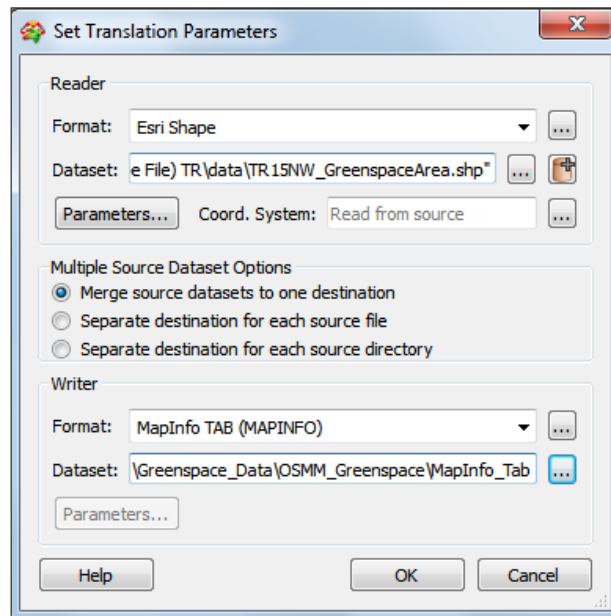 Set Translation Parameters
Reader
Format: Esri Shape ...
Dataset: e File) TR\data\TR15NW_GreenspaceArea.shp" ...
Parameters... Coord. System: Read from source ...
Multiple Source Dataset Options
Merge source datasets to one destination
Separate destination for each source file
Separate destination for each source directory
Writer
Format: MapInfo TAB (MAPINFO) ...
Dataset: \Greenspace_Data\OSMM_Greenspace\MapInfo_Tab ...
Parameters...
Help OK Cancel